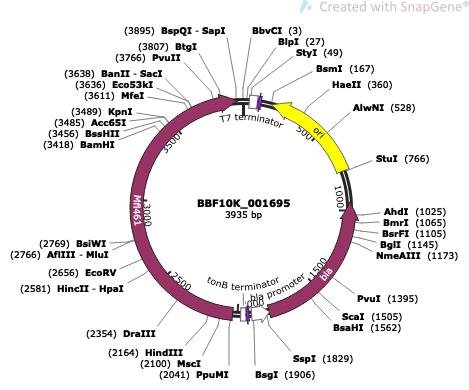 Created with SnapGene®
(3895) BspQI - SapI
(3807) BtgI
(3766) PvuII
(3638) BanII - SacI
(3636) Eco53kI
(3611) MfeI
(3489) KpnI
(3485) Acc65I
(3456) BssHII
(3418) BamHI
(2769) BsiWI
(2766) AflIII - MluI
(2656) EcoRV
(2581) HincII - HpaI
(2354) DraIII
(2164) HindIII
(2100) MscI
(2041) PpuMI
BbvCI (3)
BlpI (27)
StyI (49)
BsmI (167)
HaeII (360)
AlwNI (528)
StuI (766)
AhdI (1025)
BmrI (1065)
BsrFI (1105)
BglI (1145)
NmeAIII (1173)
PvuI (1395)
ScaI (1505)
BsaHI (1562)
SspI (1829)
BsgI (1906)
T7 terminator
ori
500
1000
1500
2500
3000
3500
bla
bla promoter
tonB terminator
BBF10K_001695
3935 bp